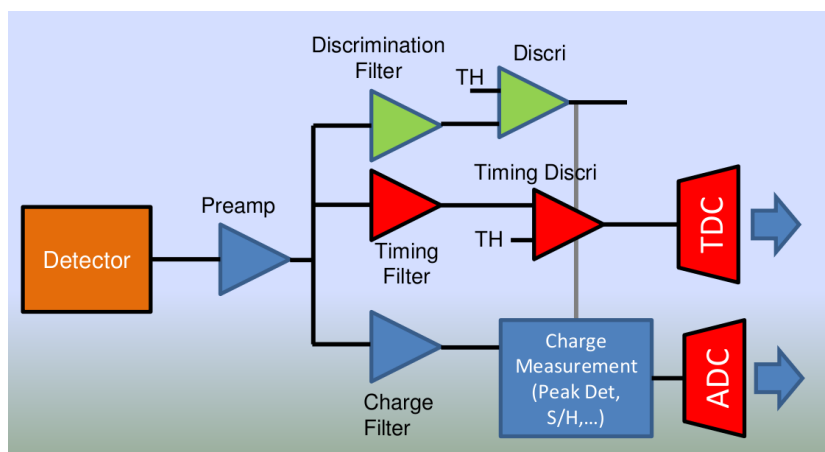 Discrimination
Filter
Discri
TH
Preamp
Timing Discri
Detector
TH
Timing
Filter
TDC
Charge
Measurement
(Peak Det,
S/H,...)
ADC
Charge
Filter